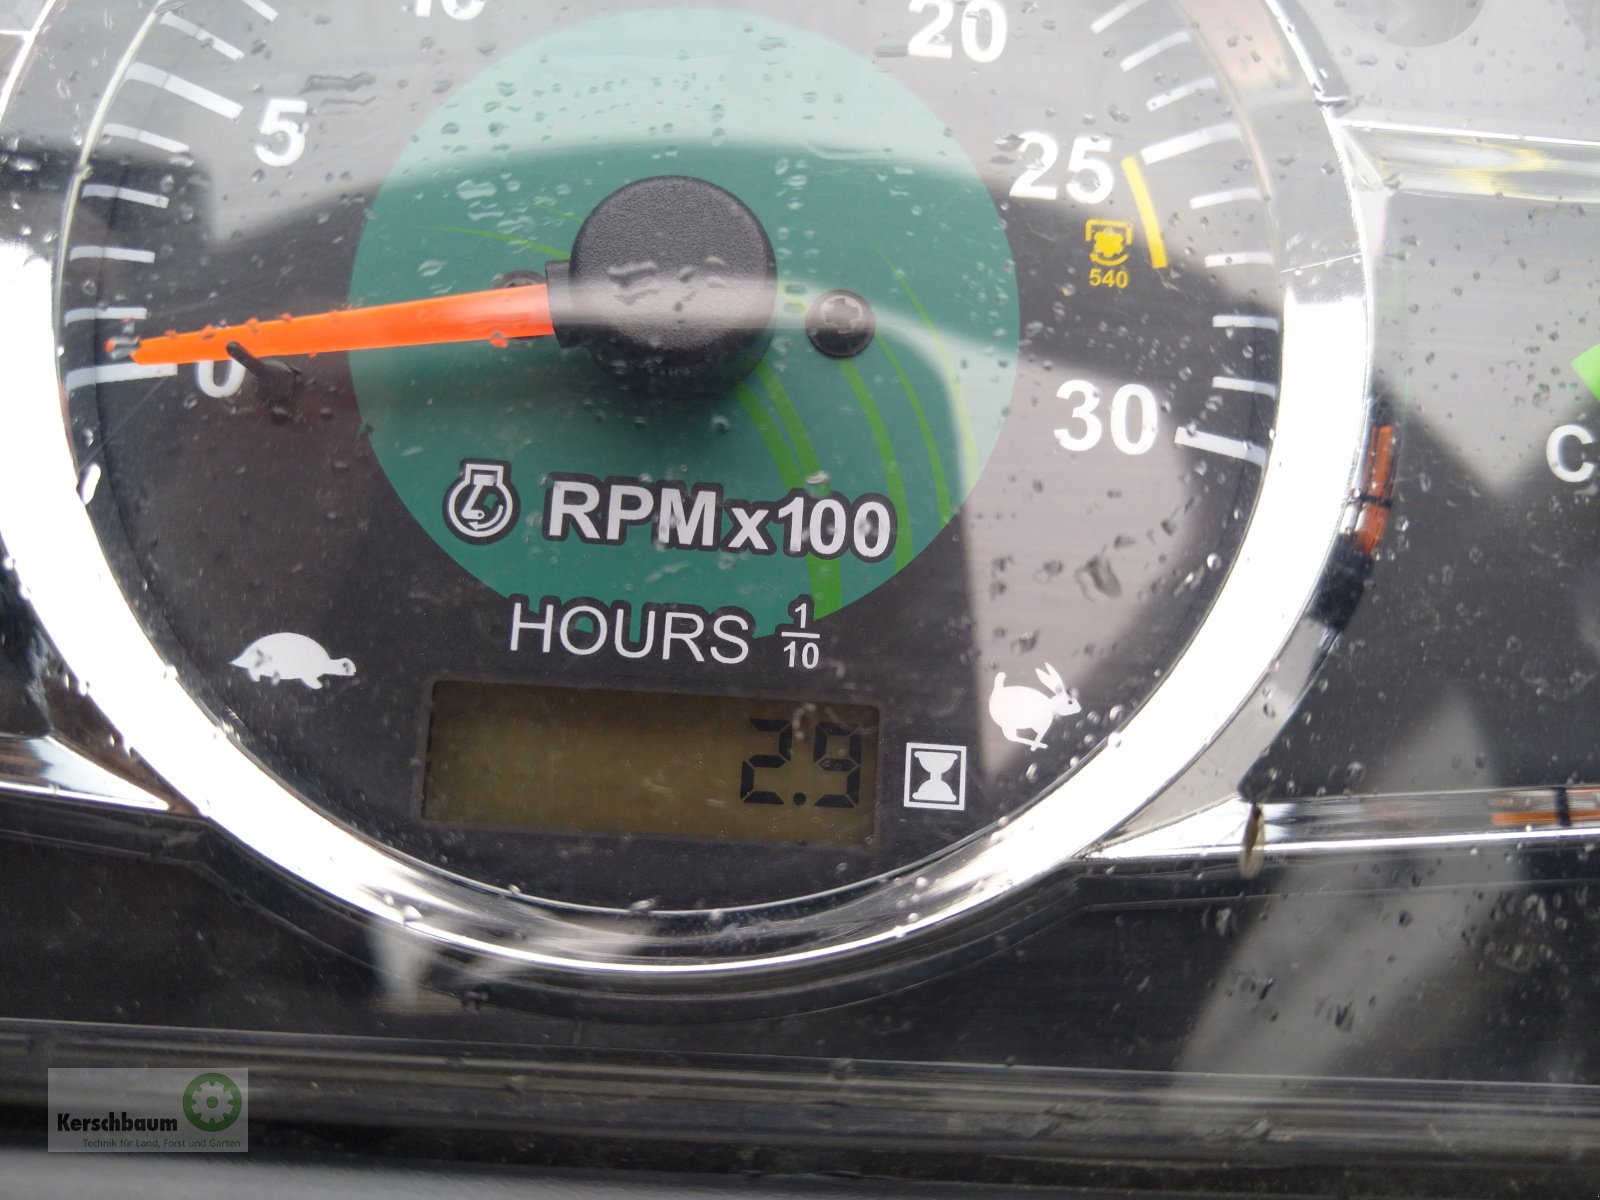 10
20
5
25
540
0
30
C
RPM x100
HOURS 1/10
2.9
Kerschbaum
Technik für Land, Forst und Garten